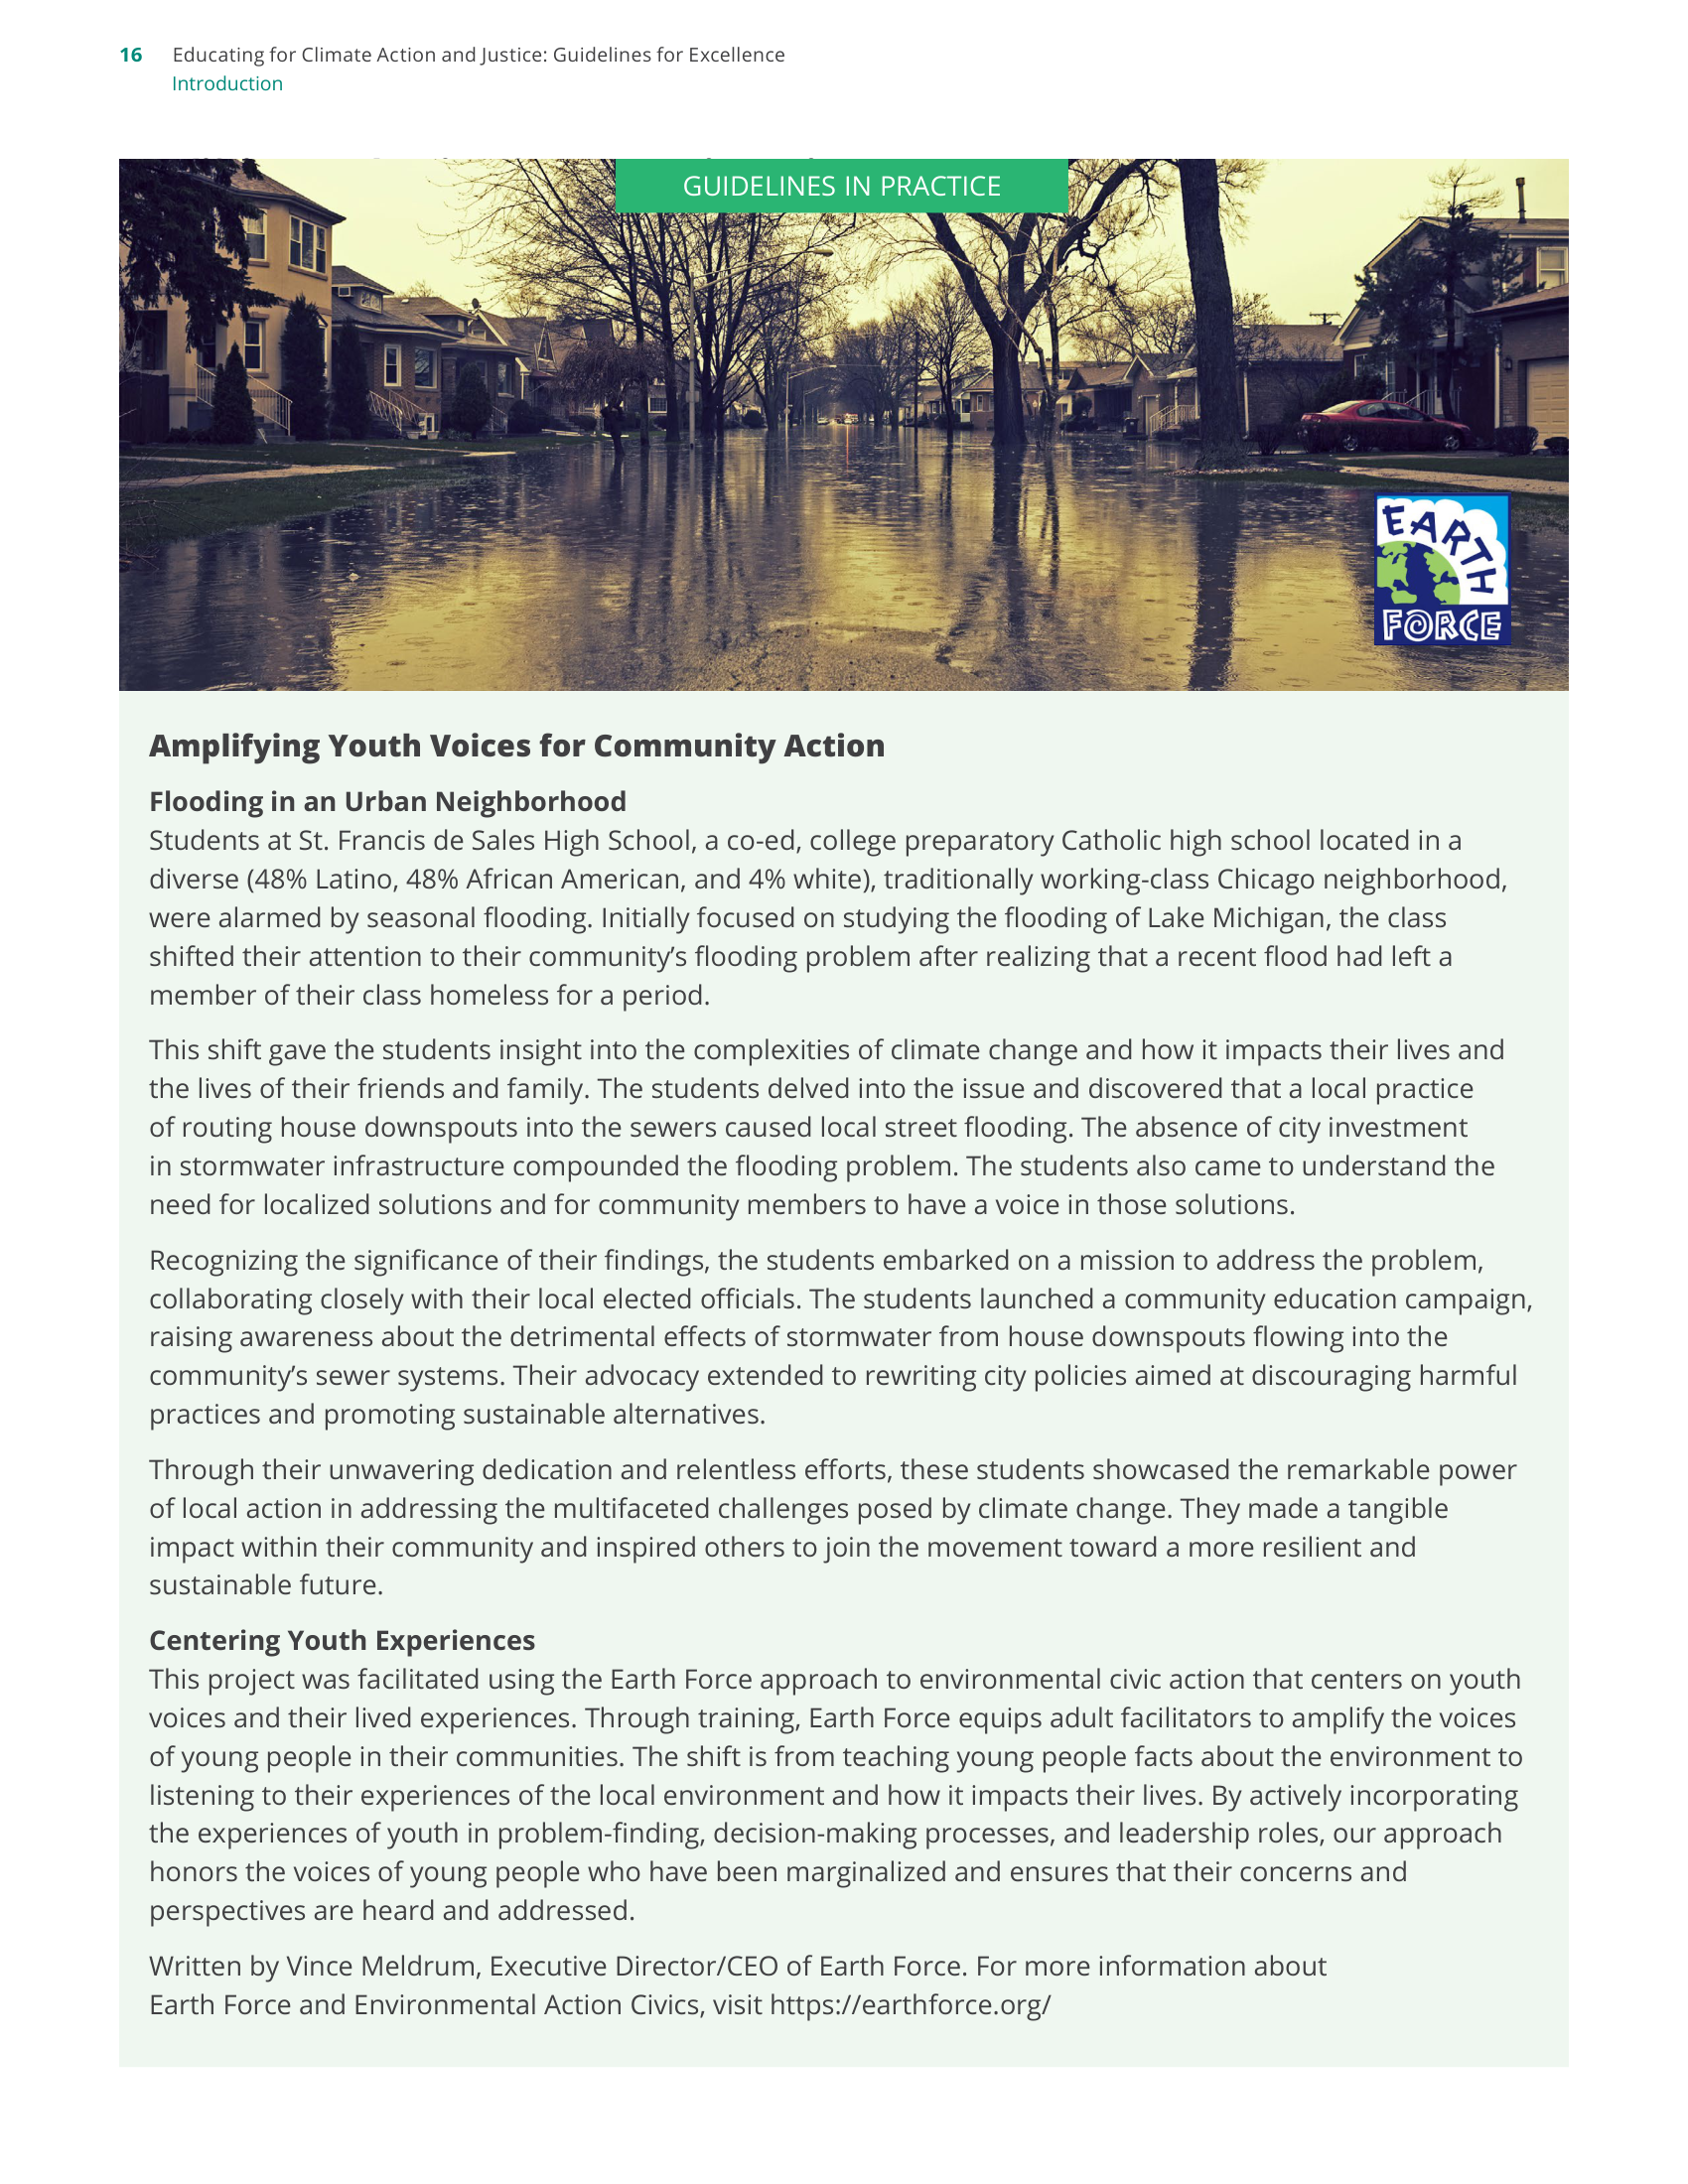 16 Educating for Climate Action and Justice: Guidelines for Excellence
Introduction
GUIDELINES IN PRACTICE
EARTH
FORCE
Amplifying Youth Voices for Community Action
Flooding in an Urban Neighborhood
Students at St. Francis de Sales High School, a co-ed, college preparatory Catholic high school located in a
diverse (48% Latino, 48% African American, and 4% white), traditionally working-class Chicago neighborhood,
were alarmed by seasonal flooding. Initially focused on studying the flooding of Lake Michigan, the class
shifted their attention to their community’s flooding problem after realizing that a recent flood had left a
member of their class homeless for a period.
This shift gave the students insight into the complexities of climate change and how it impacts their lives and
the lives of their friends and family. The students delved into the issue and discovered that a local practice
of routing house downspouts into the sewers caused local street flooding. The absence of city investment
in stormwater infrastructure compounded the flooding problem. The students also came to understand the
need for localized solutions and for community members to have a voice in those solutions.
Recognizing the significance of their findings, the students embarked on a mission to address the problem,
collaborating closely with their local elected officials. The students launched a community education campaign,
raising awareness about the detrimental effects of stormwater from house downspouts flowing into the
community’s sewer systems. Their advocacy extended to rewriting city policies aimed at discouraging harmful
practices and promoting sustainable alternatives.
Through their unwavering dedication and relentless efforts, these students showcased the remarkable power
of local action in addressing the multifaceted challenges posed by climate change. They made a tangible
impact within their community and inspired others to join the movement toward a more resilient and
sustainable future.
Centering Youth Experiences
This project was facilitated using the Earth Force approach to environmental civic action that centers on youth
voices and their lived experiences. Through training, Earth Force equips adult facilitators to amplify the voices
of young people in their communities. The shift is from teaching young people facts about the environment to
listening to their experiences of the local environment and how it impacts their lives. By actively incorporating
the experiences of youth in problem-finding, decision-making processes, and leadership roles, our approach
honors the voices of young people who have been marginalized and ensures that their concerns and
perspectives are heard and addressed.
Written by Vince Meldrum, Executive Director/CEO of Earth Force. For more information about
Earth Force and Environmental Action Civics, visit https://earthforce.org/